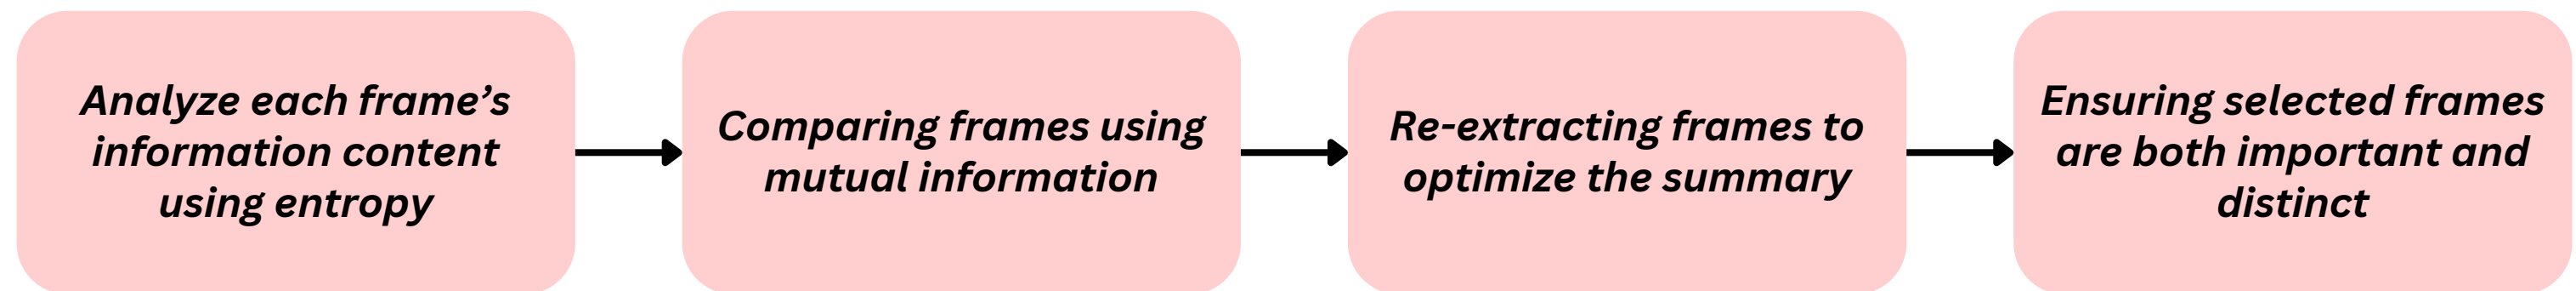 Analyze each frame’s
information content
using entropy
Comparing frames using
mutual information
Re-extracting frames to
optimize the summary
Ensuring selected frames
are both important and
distinct